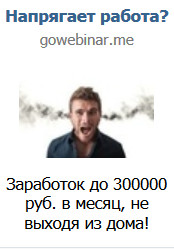 Напрягает работа?
gowebinar.me
Заработок до 300000
руб. в месяц, не
выходя из дома!